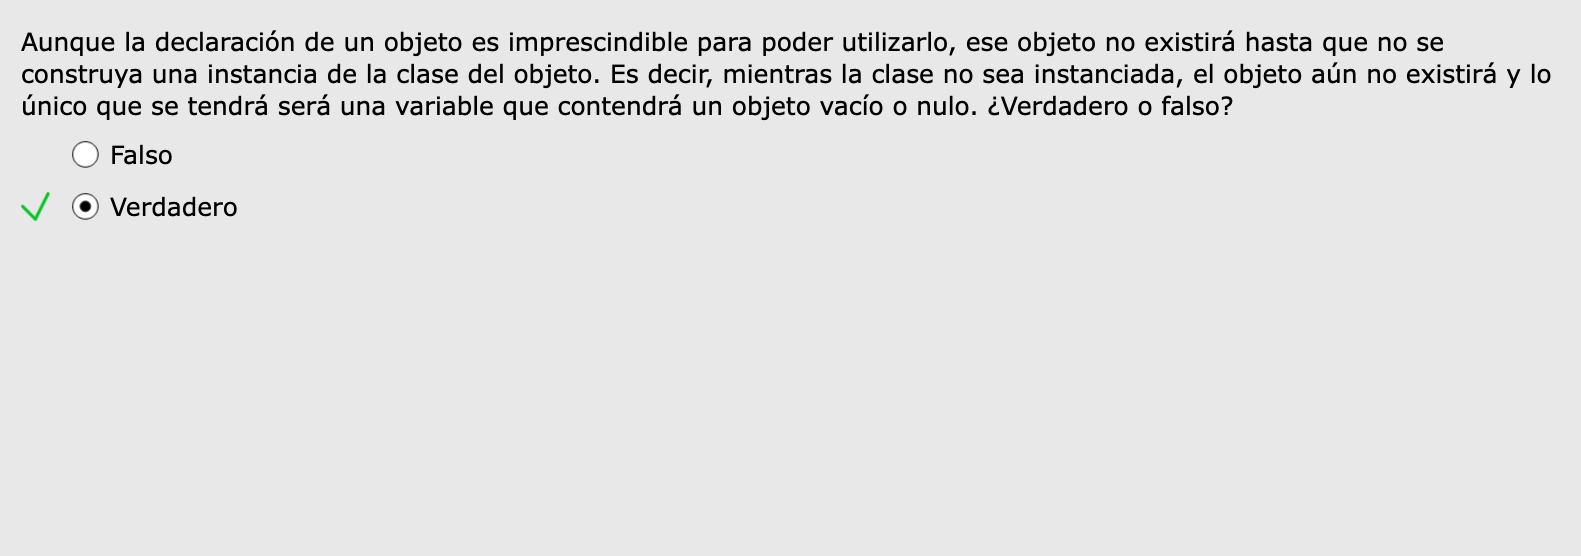 Aunque la declaración de un objeto es imprescindible para poder utilizarlo, ese objeto no existirá hasta que no se
construya una instancia de la clase del objeto. Es decir, mientras la clase no sea instanciada, el objeto aún no existirá y lo
único que se tendrá será una variable que contendrá un objeto vacío o nulo. ¿Verdadero o falso?
Falso
Verdadero